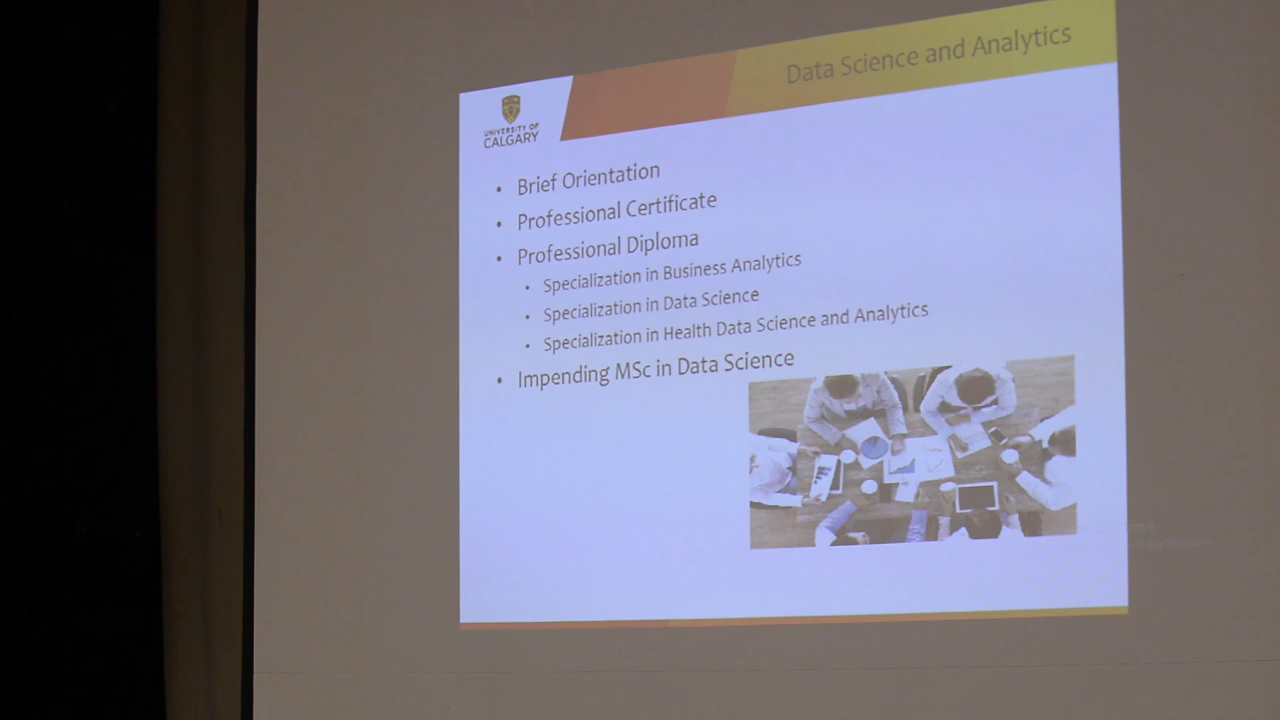 Data Science and Analytics
UNIVERSITY OF
CALGARY
• Brief Orientation
• Professional Certificate
• Professional Diploma
• Specialization in Business Analytics
• Specialization in Data Science
• Specialization in Health Data Science and Analytics
• Impending MSc in Data Science